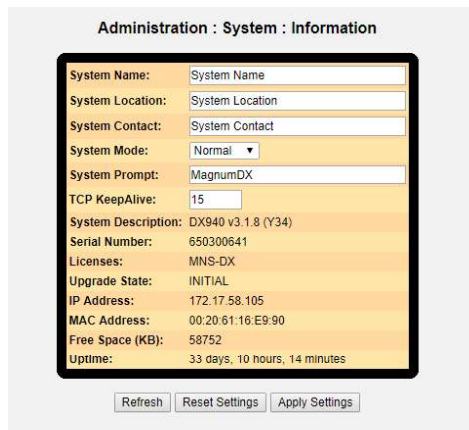 Administration : System : Information
System Name: System Name
System Location: System Location
System Contact: System Contact
System Mode: Normal
System Prompt: MagnumDX
TCP KeepAlive: 15
System Description: DX940 v3.1.8 (Y34)
Serial Number: 650300641
Licenses: MNS-DX
Upgrade State: INITIAL
IP Address: 172.17.58.105
MAC Address: 00:20:61:16:E9:90
Free Space (KB): 58752
Uptime: 33 days, 10 hours, 14 minutes
Refresh Reset Settings Apply Settings